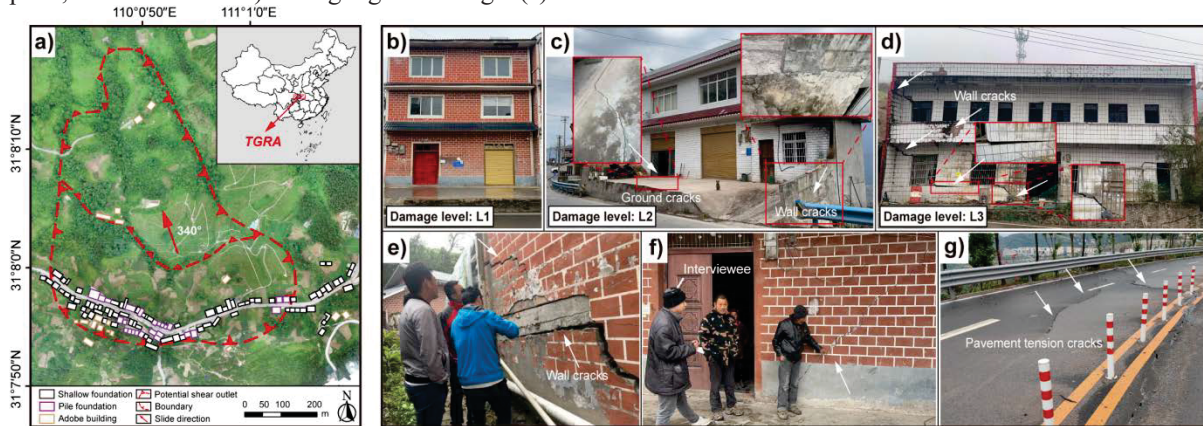 110°0′50″E
111°1′0″E
a)
TGRA
31°8′10″N
340°
31°8′0″N
31°7′50″N
Shallow foundation
Potential shear outlet
Pile foundation
Boundary
Adobe building
Slide direction
0 50 100 200
m
N
b)
Damage level: L1
c)
Ground cracks
Wall cracks
Damage level: L2
d)
Wall cracks
Damage level: L3
e)
Wall cracks
f)
Interviewee
g)
Pavement tension cracks